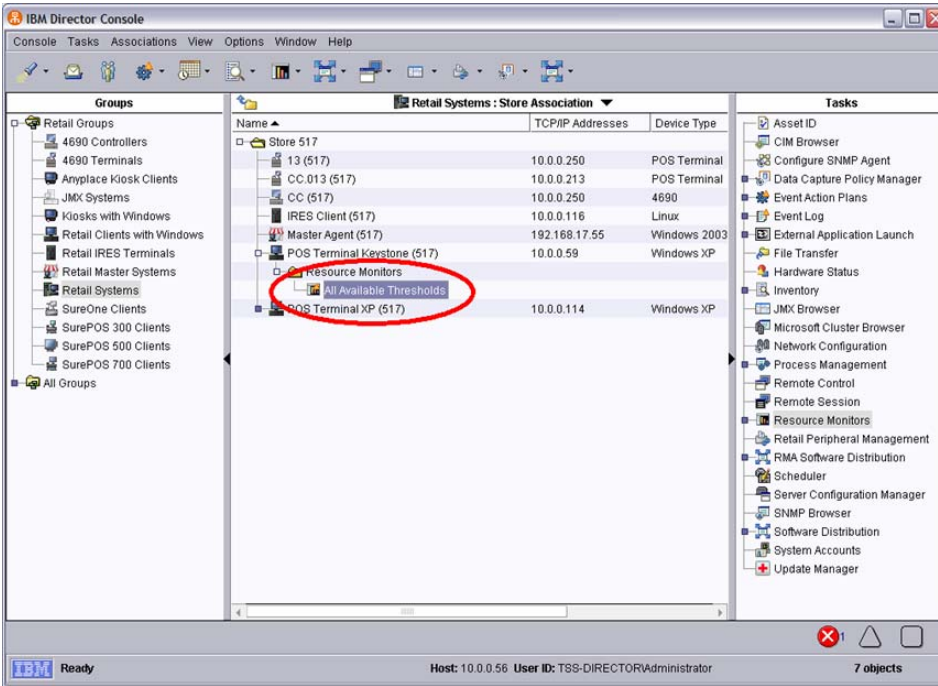 IBM Director Console
Console Tasks Associations View Options Window Help
Groups
Retail Groups
4690 Controllers
4690 Terminals
Anyplace Kiosk Clients
JMX Systems
Kiosks with Windows
Retail Clients with Windows
Retail IRES Terminals
Retail Master Systems
Retail Systems
SureOne Clients
SurePOS 300 Clients
SurePOS 500 Clients
SurePOS 700 Clients
All Groups
Retail Systems : Store Association
Name TCP/IP Addresses Device Type
Store 517
13 (517) 10.0.0.250 POS Terminal
CC.013 (517) 10.0.0.213 POS Terminal
CC (517) 10.0.0.250 4690
IRES Client (517) 10.0.0.116 Linux
Master Agent (517) 192.168.17.55 Windows 2003
POS Terminal Keystone (517) 10.0.0.59 Windows XP
Resource Monitors
All Available Thresholds
POS Terminal XP (517) 10.0.0.114 Windows XP
Tasks
Asset ID
CIM Browser
Configure SNMP Agent
Data Capture Policy Manager
Event Action Plans
Event Log
External Application Launch
File Transfer
Hardware Status
Inventory
JMX Browser
Microsoft Cluster Browser
Network Configuration
Process Management
Remote Control
Remote Session
Resource Monitors
Retail Peripheral Management
RMA Software Distribution
Scheduler
Server Configuration Manager
SNMP Browser
Software Distribution
System Accounts
Update Manager
1
IBM Ready Host: 10.0.0.56 User ID: TSS-DIRECTOR\Administrator 7 objects